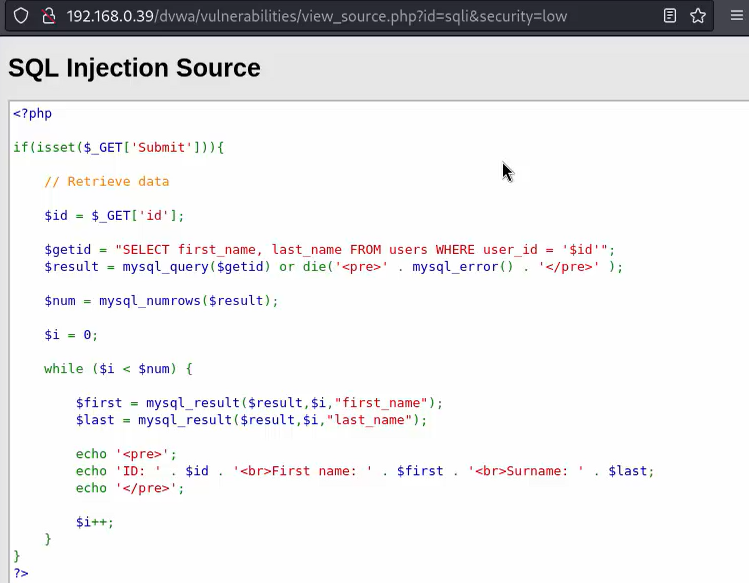 192.168.0.39/dvwa/vulnerabilities/view_source.php?id=sqli&security=low
SQL Injection Source
<?php
if(isset($_GET['Submit'])){
// Retrieve data
$id = $_GET['id'];
$getid = "SELECT first_name, last_name FROM users WHERE user_id = '$id'";
$result = mysql_query($getid) or die('<pre>' . mysql_error() . '</pre>' );
$num = mysql_numrows($result);
$i = 0;
while ($i < $num) {
$first = mysql_result($result,$i,"first_name");
$last = mysql_result($result,$i,"last_name");
echo '<pre>';
echo 'ID: ' . $id . '<br>First name: ' . $first . '<br>Surname: ' . $last;
echo '</pre>';
$i++;
}
}
?>